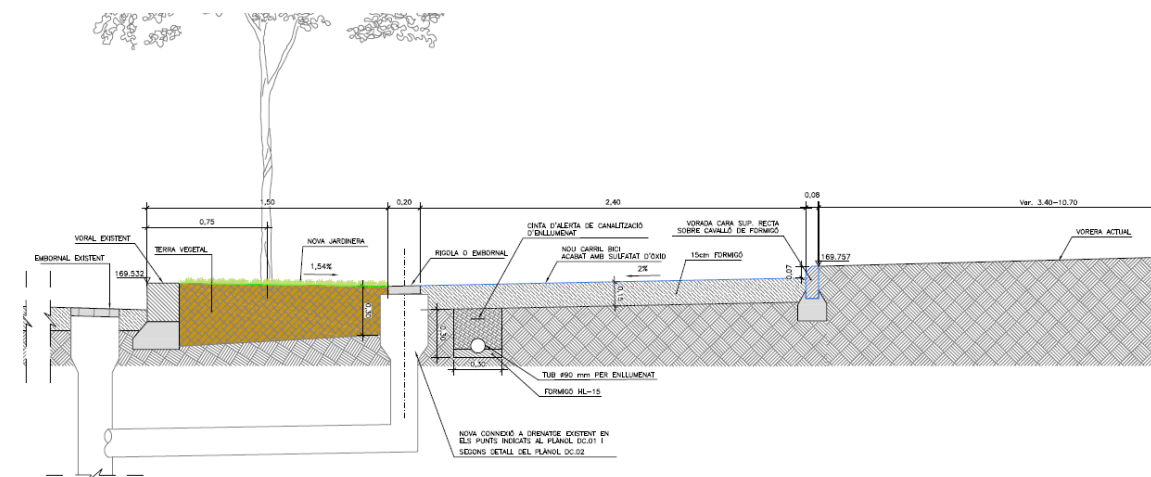 0,08
1,50
0,20
2,40
Var. 3.40-10.70
0,75
CINTA D'ALERTA DE CANALITZACIÓ
D'ENLLUMENAT
VORADA CARA SUP. RECTA
SOBRE CAVALLÓ DE FORMIGÓ
VORERA ACTUAL
VORAL EXISTENT
TERRA VEGETAL
NOVA JARDINERA
RIGOLA O EMBORNAL
NOU CARRIL BICI
ACABAT AMB SULFATAT D'ÒXID
15cm FORMIGÓ
EMBORNAL EXISTENT
169.532
1,54%
2%
169.757
0,07
0,15
0,30
0,30
TUB ø90 mm PER ENLLUMENAT
FORMIGÓ HL-15
NOVA CONNEXIÓ A DRENATGE EXISTENT EN
ELS PUNTS INDICATS AL PLÀNOL DC.01 I
SEGONS DETALL DEL PLÀNOL DC.02